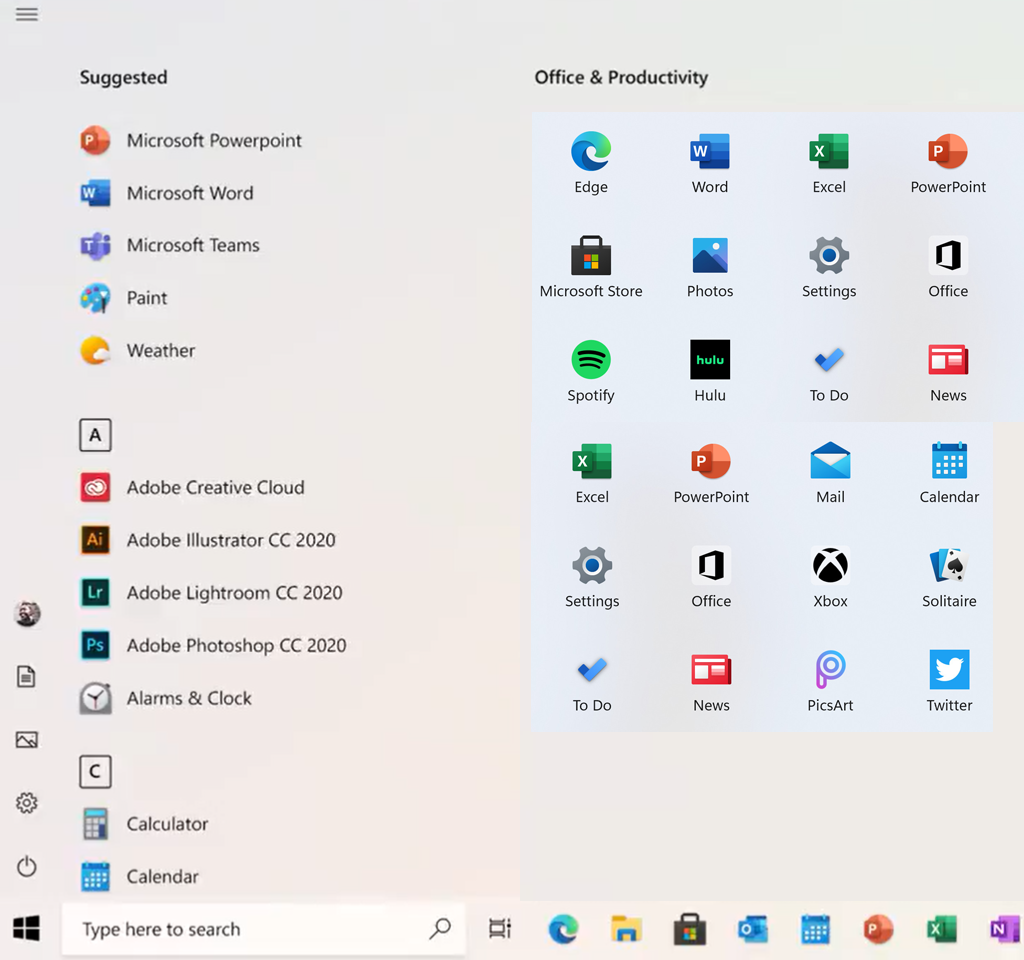 Suggested
Microsoft Powerpoint
Microsoft Word
Microsoft Teams
Paint
Weather
A
Adobe Creative Cloud
Ai Adobe Illustrator CC 2020
Lr Adobe Lightroom CC 2020
Ps Adobe Photoshop CC 2020
Alarms & Clock
C
Calculator
Calendar
Office & Productivity
Edge Word Excel PowerPoint
Microsoft Store Photos Settings Office
hulu
Spotify Hulu To Do News
Excel PowerPoint Mail Calendar
Settings Office Xbox Solitaire
To Do News PicsArt Twitter
Type here to search